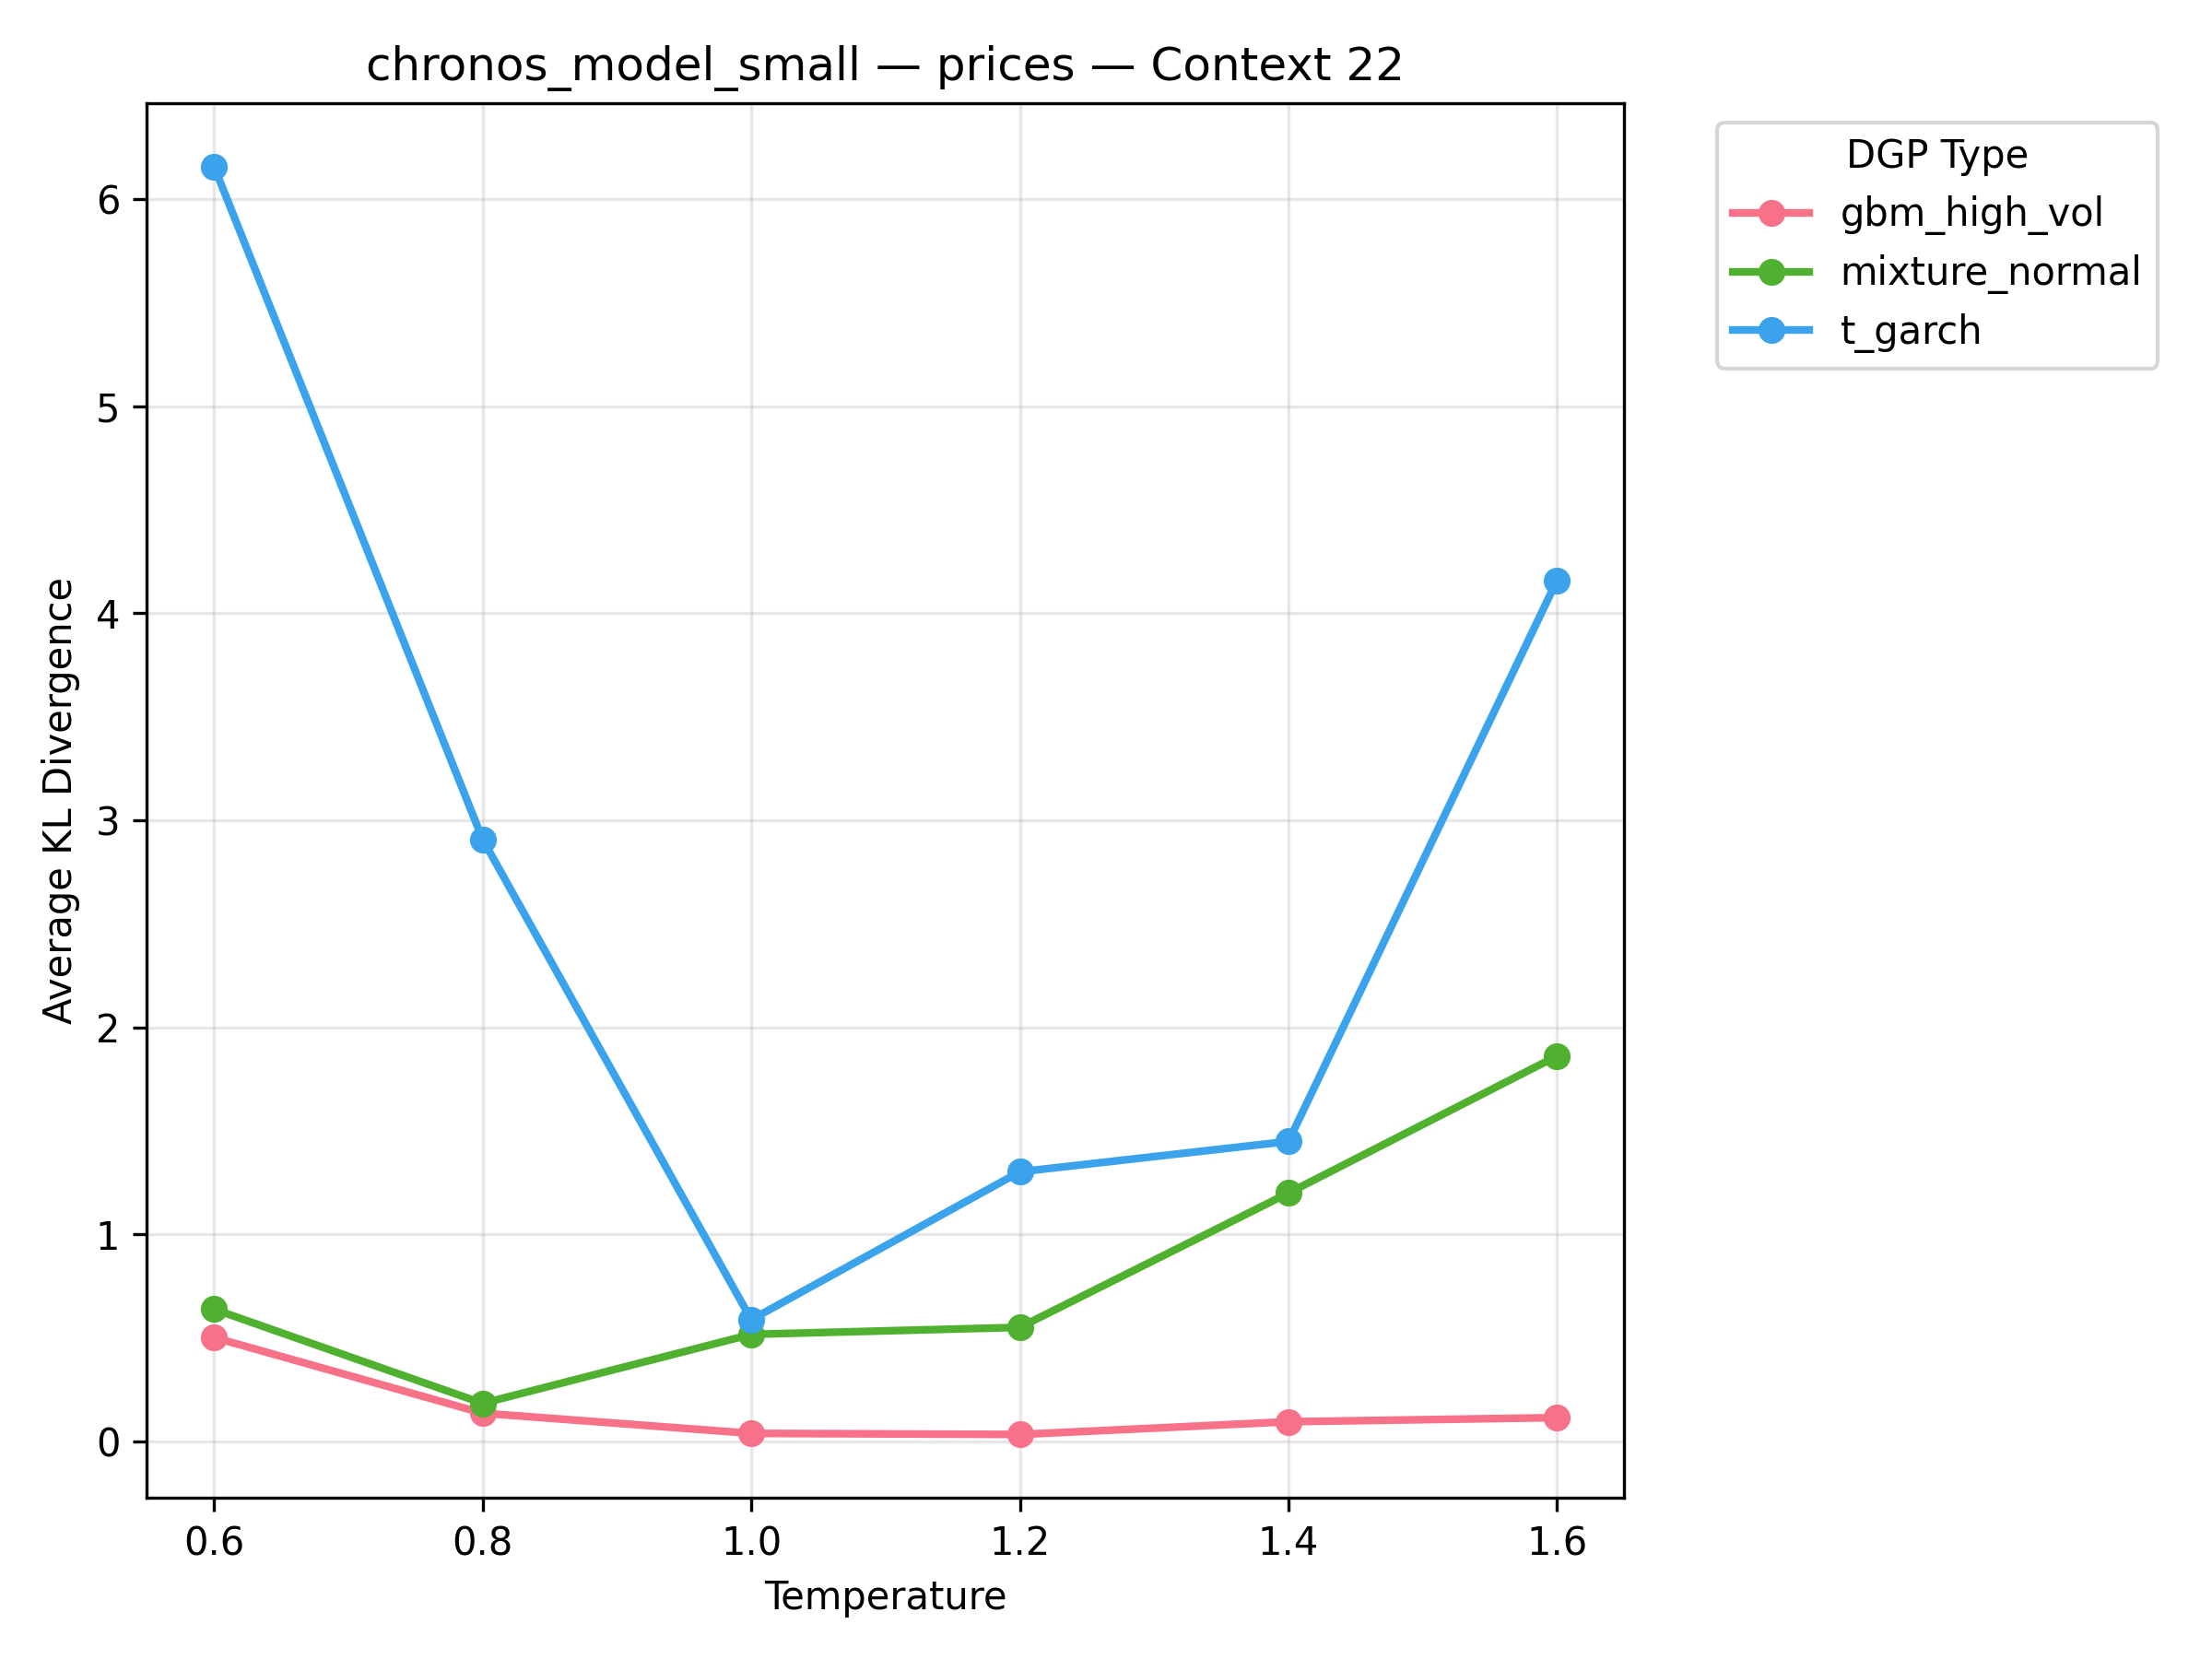 chronos_model_small — prices — Context 22
DGP Type
gbm_high_vol
mixture_normal
t_garch
Average KL Divergence
6
5
4
3
2
1
0
0.6 0.8 1.0 1.2 1.4 1.6
Temperature